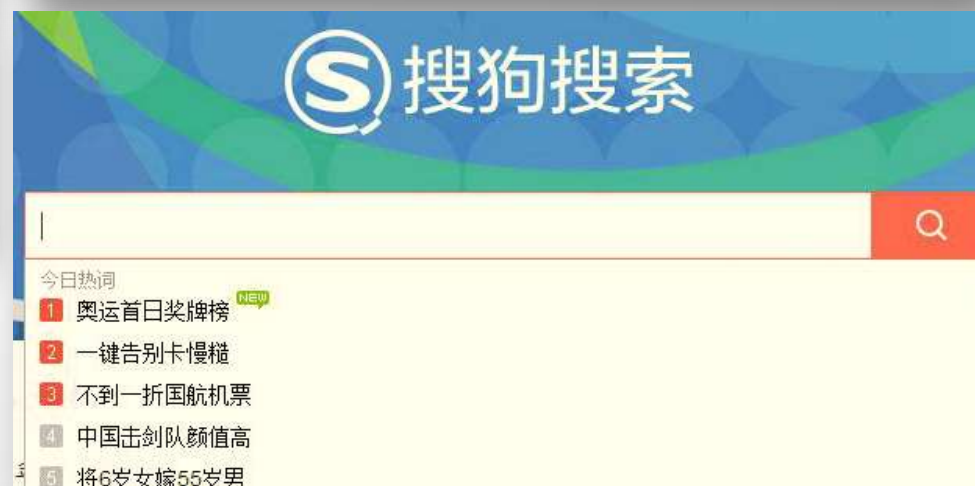 S搜狗搜索
今日热词
1 奥运首日奖牌榜 NEW
2 一键告别卡慢糙
3 不到一折国航机票
4 中国击剑队颜值高
5 将6岁女嫁55岁男